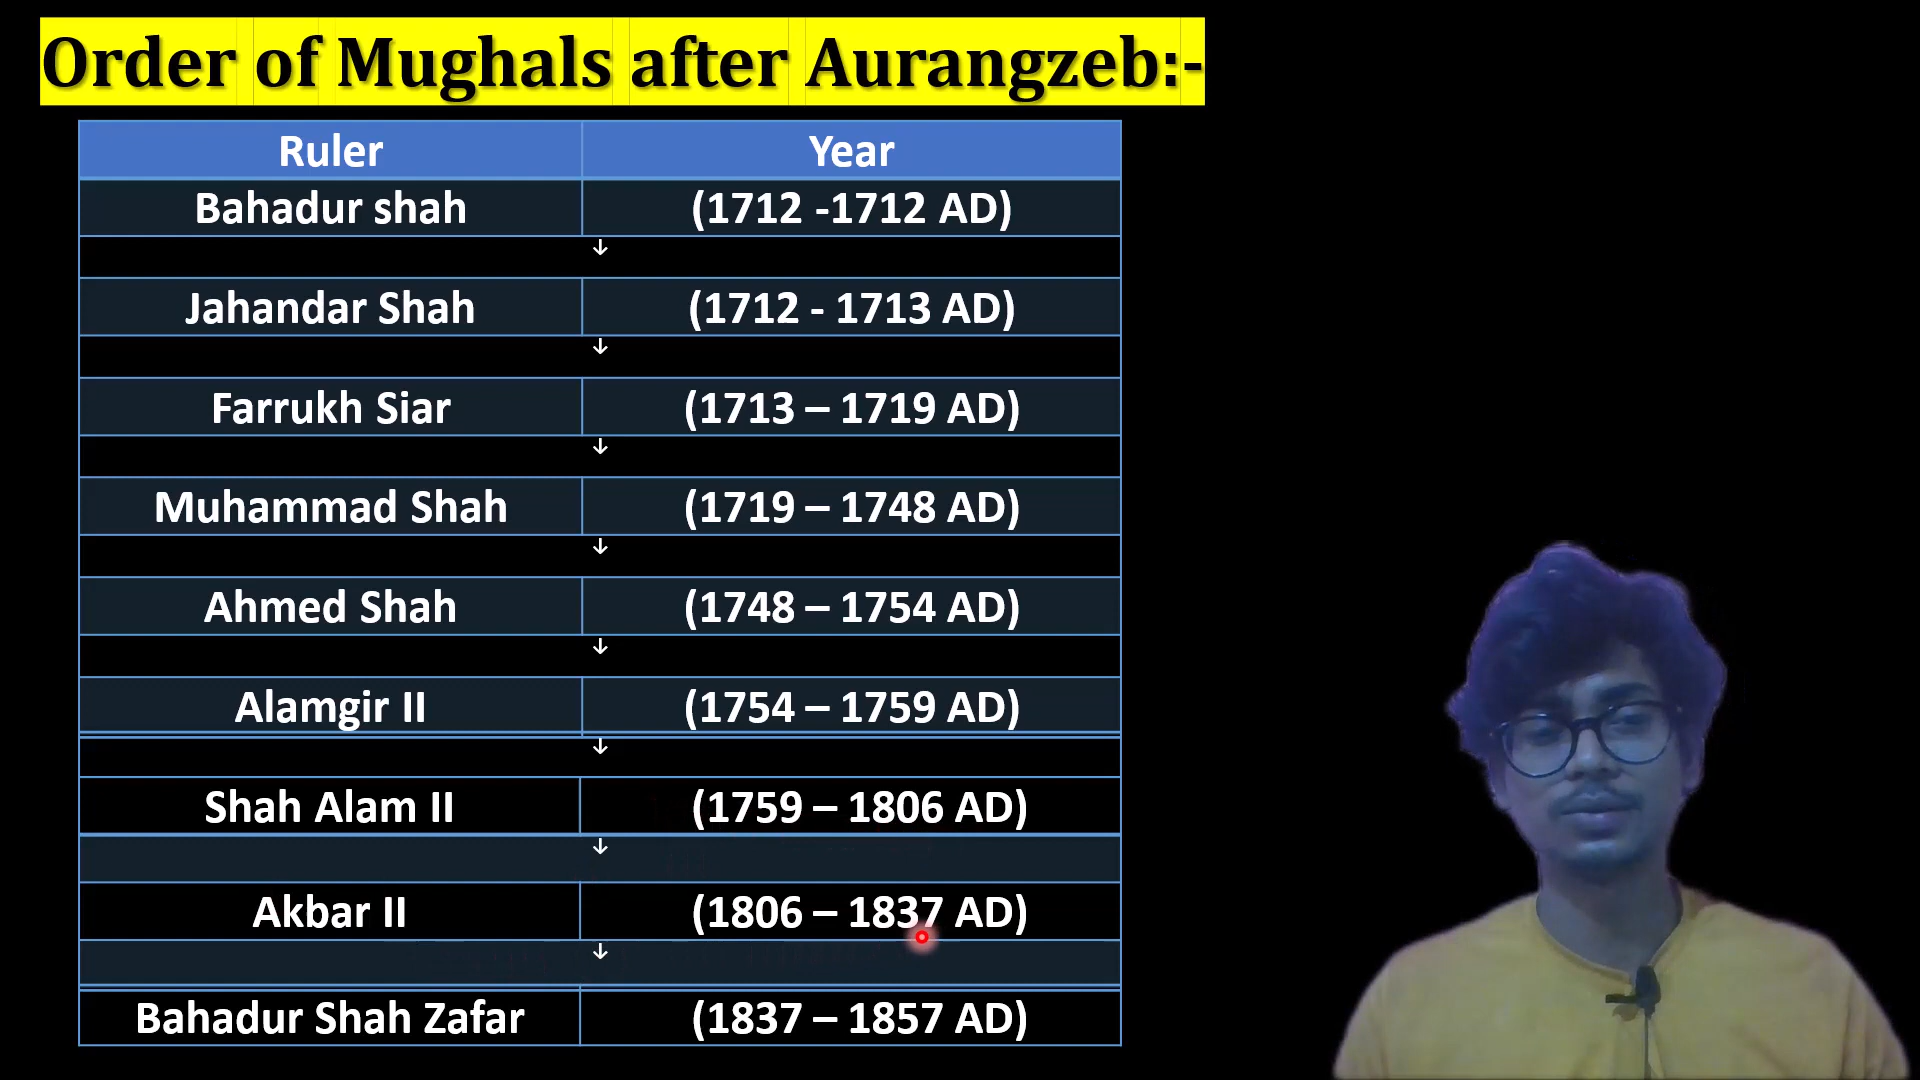 Order of Mughals after Aurangzeb:-
Ruler Year
Bahadur shah (1712 -1712 AD)
↓
Jahandar Shah (1712 - 1713 AD)
↓
Farrukh Siar (1713 – 1719 AD)
↓
Muhammad Shah (1719 – 1748 AD)
↓
Ahmed Shah (1748 – 1754 AD)
↓
Alamgir II (1754 – 1759 AD)
↓
Shah Alam II (1759 – 1806 AD)
↓
Akbar II (1806 – 1837 AD)
↓
Bahadur Shah Zafar (1837 – 1857 AD)